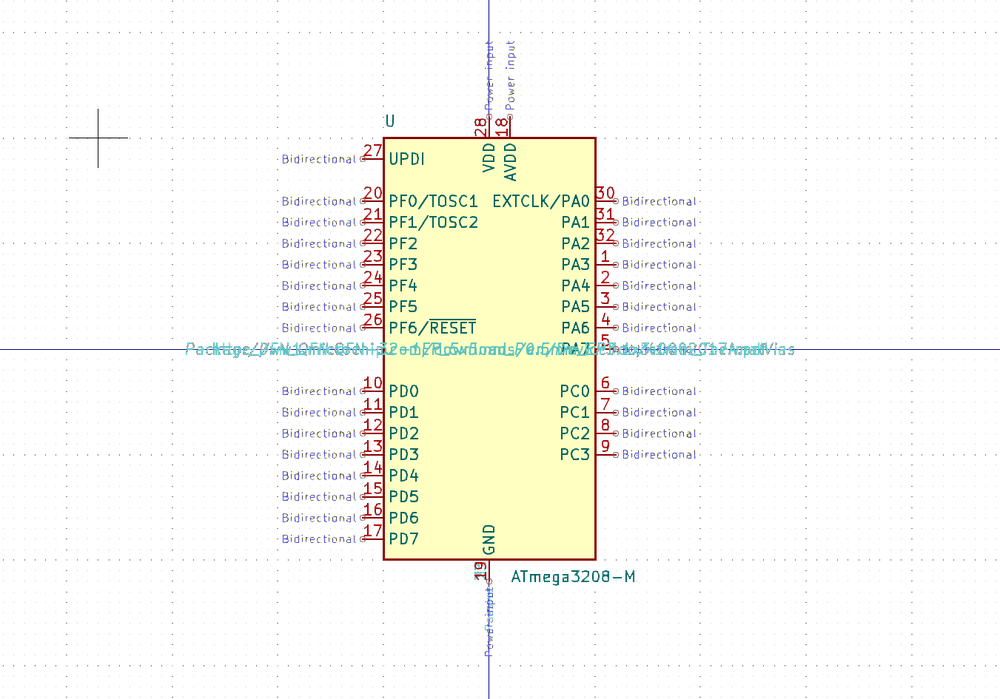 Power input
Power input
U
28
18
VDD
AVDD
Bidirectional 27 UPDI
Bidirectional 20 PF0/TOSC1 EXTCLK/PA0 30 Bidirectional
Bidirectional 21 PF1/TOSC2 PA1 31 Bidirectional
Bidirectional 22 PF2 PA2 32 Bidirectional
Bidirectional 23 PF3 PA3 1 Bidirectional
Bidirectional 24 PF4 PA4 2 Bidirectional
Bidirectional 25 PF5 PA5 3 Bidirectional
Bidirectional 26 PF6/RESET PA6 4 Bidirectional
PA7 5
Bidirectional 10 PD0 PC0 6 Bidirectional
Bidirectional 11 PD1 PC1 7 Bidirectional
Bidirectional 12 PD2 PC2 8 Bidirectional
Bidirectional 13 PD3 PC3 9 Bidirectional
Bidirectional 14 PD4
Bidirectional 15 PD5
Bidirectional 16 PD6
Bidirectional 17 PD7
GND
19
ATmega3208-M
Power input